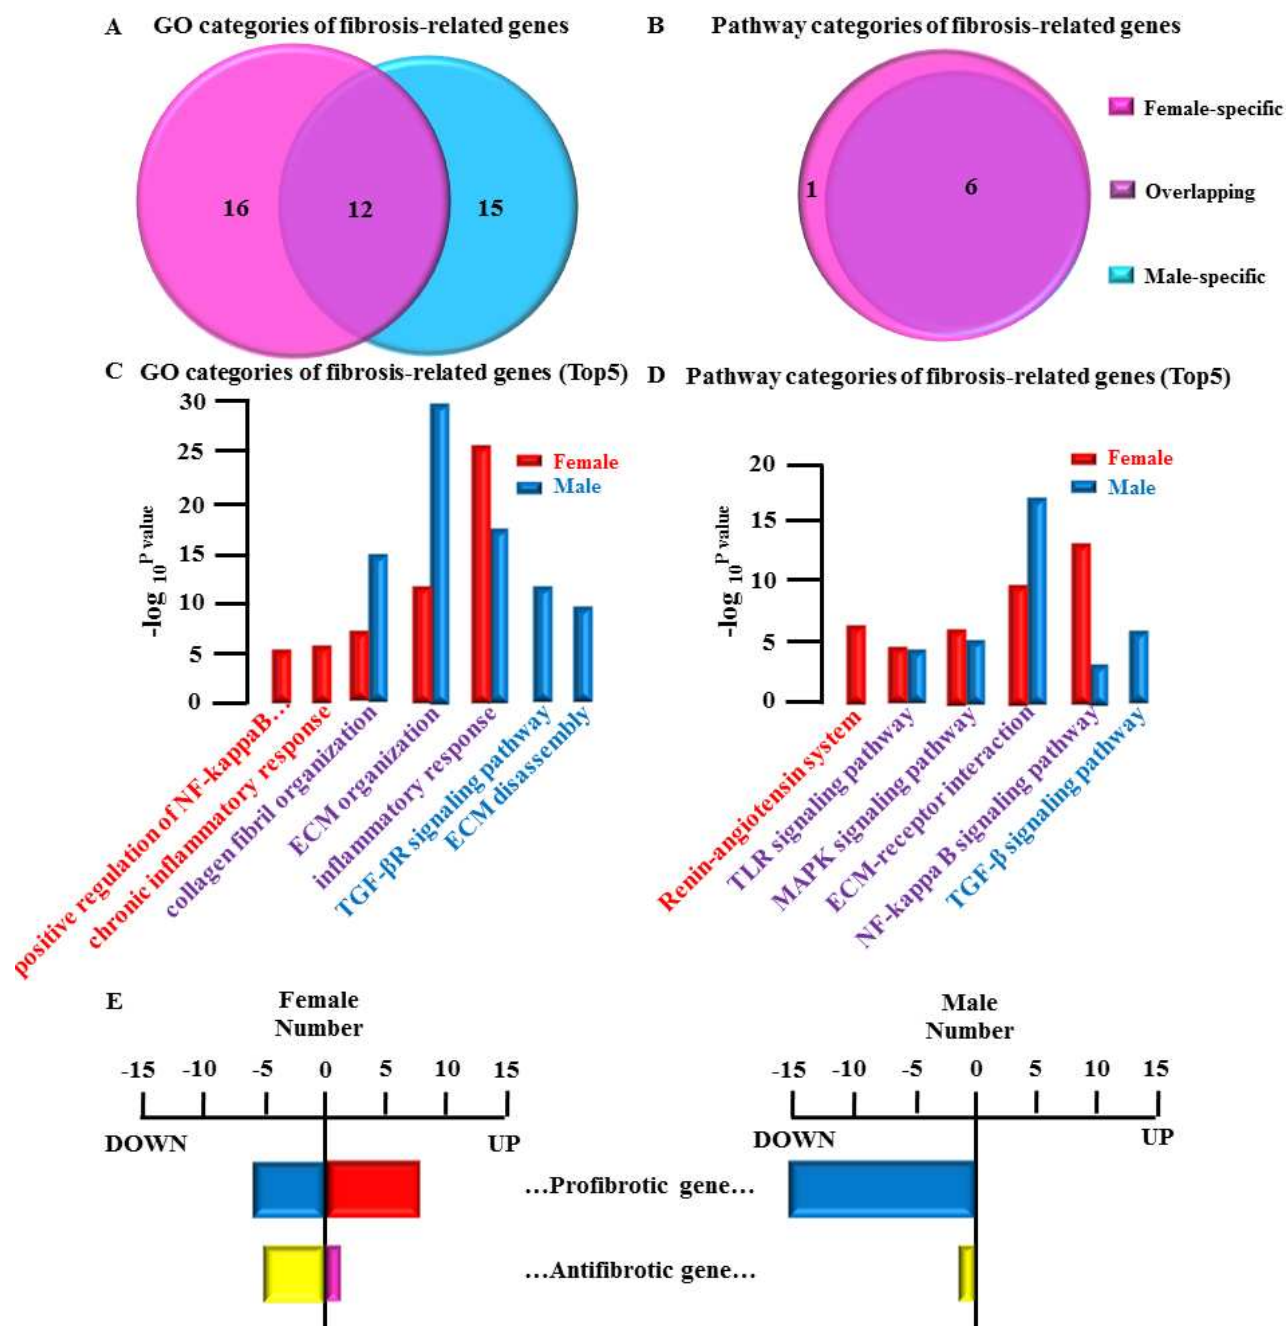 A GO categories of fibrosis-related genes
B Pathway categories of fibrosis-related genes
16
12
15
1
6
Female-specific
Overlapping
Male-specific
C GO categories of fibrosis-related genes (Top5)
30
25
20
15
10
5
0
-log 10 P value
Female
Male
positive regulation of NF-kappaB…
chronic inflammatory response
collagen fibril organization
ECM organization
inflammatory response
TGF-βR signaling pathway
ECM disassembly
D Pathway categories of fibrosis-related genes (Top5)
20
15
10
5
0
-log 10 P value
Female
Male
Renin-angiotensin system
TLR signaling pathway
MAPK signaling pathway
ECM-receptor interaction
NF-kappa B signaling pathway
TGF-β signaling pathway
E
Female
Number
-15 -10 -5 0 5 10 15
DOWN UP
Male
Number
-15 -10 -5 0 5 10 15
DOWN UP
…Profibrotic gene…
…Antifibrotic gene…